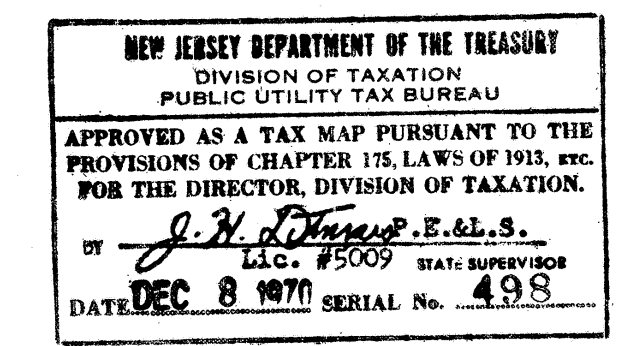 NEW JERSEY DEPARTMENT OF THE TREASURY
DIVISION OF TAXATION
PUBLIC UTILITY TAX BUREAU
APPROVED AS A TAX MAP PURSUANT TO THE
PROVISIONS OF CHAPTER 175, LAWS OF 1913, ETC.
FOR THE DIRECTOR, DIVISION OF TAXATION.
BY J. H. P.E.&L.S.
Lic. #5009 STATE SUPERVISOR
DATE DEC 8 1970 SERIAL No. 498